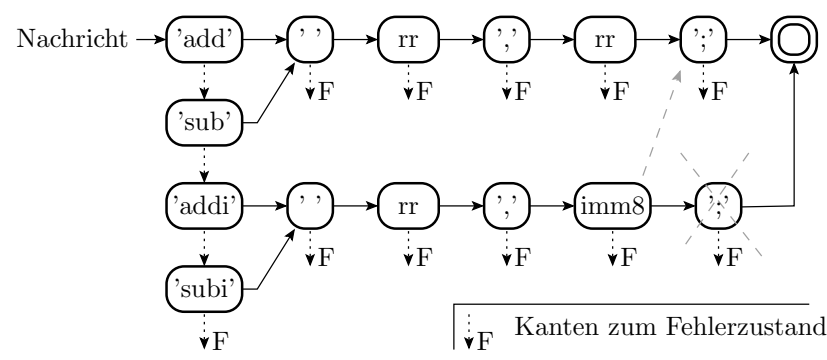 Nachricht 'add' ' ' rr ',' rr ';'
F F F F F
'sub'
'addi' ' ' rr ',' imm8 ';'
F F F F F
'subi'
F
F Kanten zum Fehlerzustand